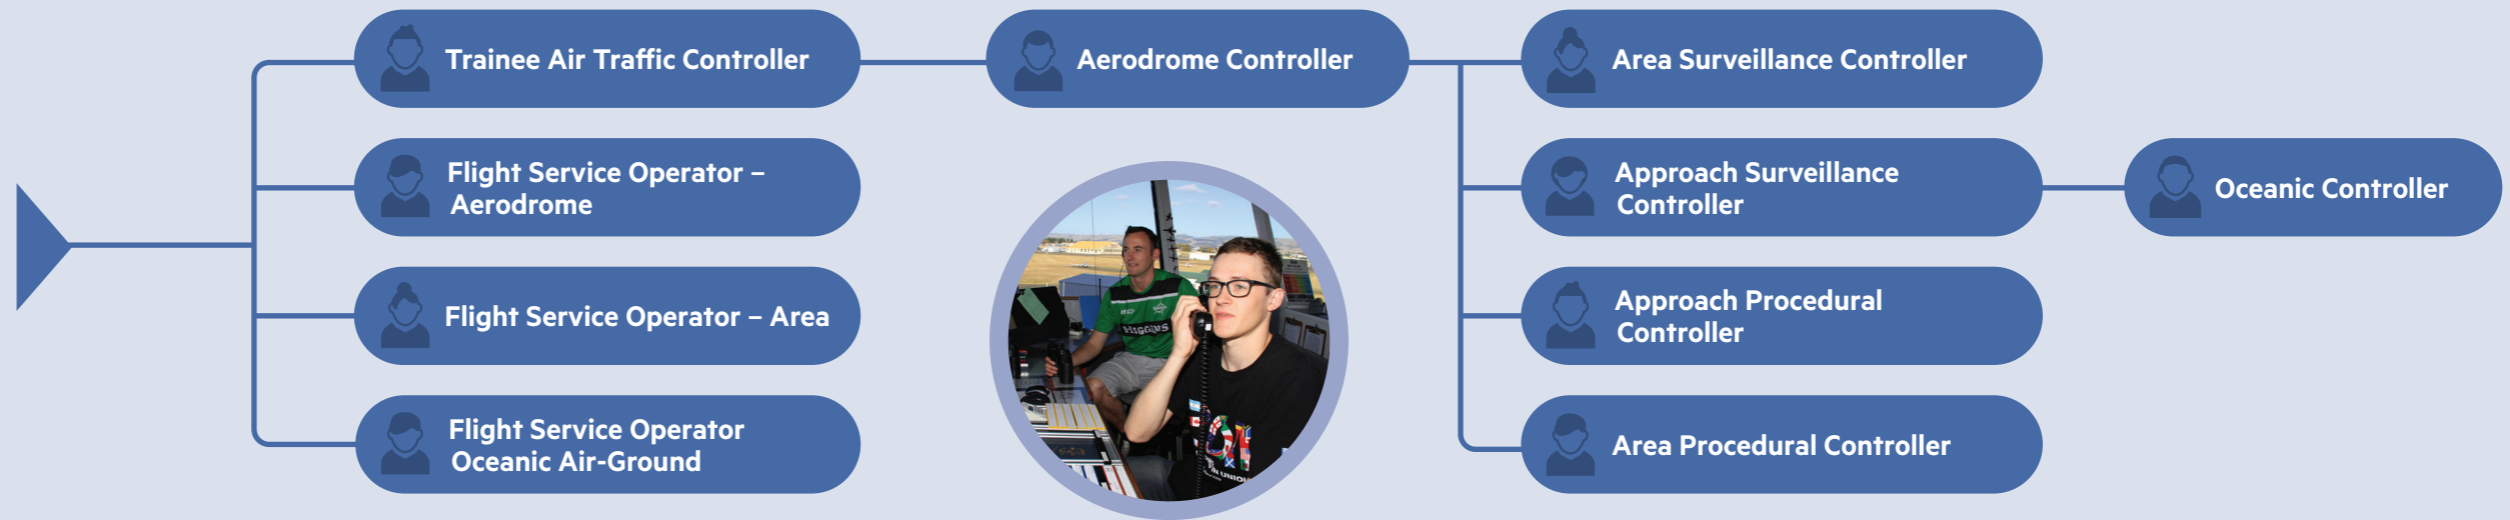 Trainee Air Traffic Controller
Flight Service Operator –
Aerodrome
Flight Service Operator – Area
Flight Service Operator
Oceanic Air-Ground
Aerodrome Controller
Higgins
Area Surveillance Controller
Approach Surveillance
Controller
Approach Procedural
Controller
Area Procedural Controller
Oceanic Controller